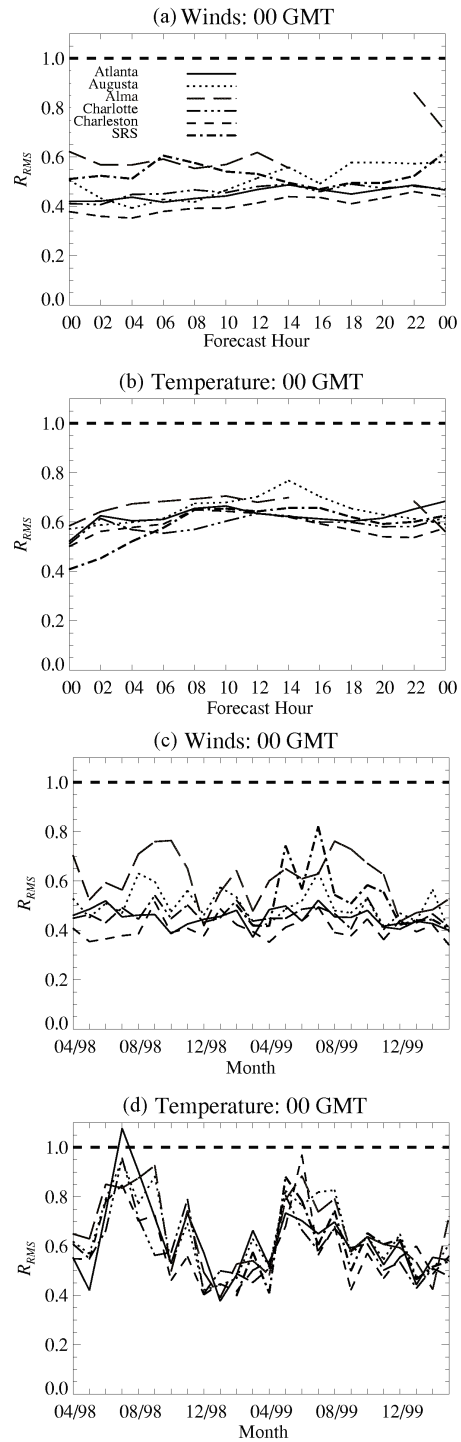 (a) Winds: 00 GMT
1.0
0.8
0.6
0.4
0.2
0.0
R_RMS
Atlanta
Augusta
Alma
Charlotte
Charleston
SRS
00 02 04 06 08 10 12 14 16 18 20 22 00
Forecast Hour
(b) Temperature: 00 GMT
1.0
0.8
0.6
0.4
0.2
0.0
R_RMS
00 02 04 06 08 10 12 14 16 18 20 22 00
Forecast Hour
(c) Winds: 00 GMT
1.0
0.8
0.6
0.4
0.2
0.0
R_RMS
04/98 08/98 12/98 04/99 08/99 12/99
Month
(d) Temperature: 00 GMT
1.0
0.8
0.6
0.4
0.2
0.0
R_RMS
04/98 08/98 12/98 04/99 08/99 12/99
Month